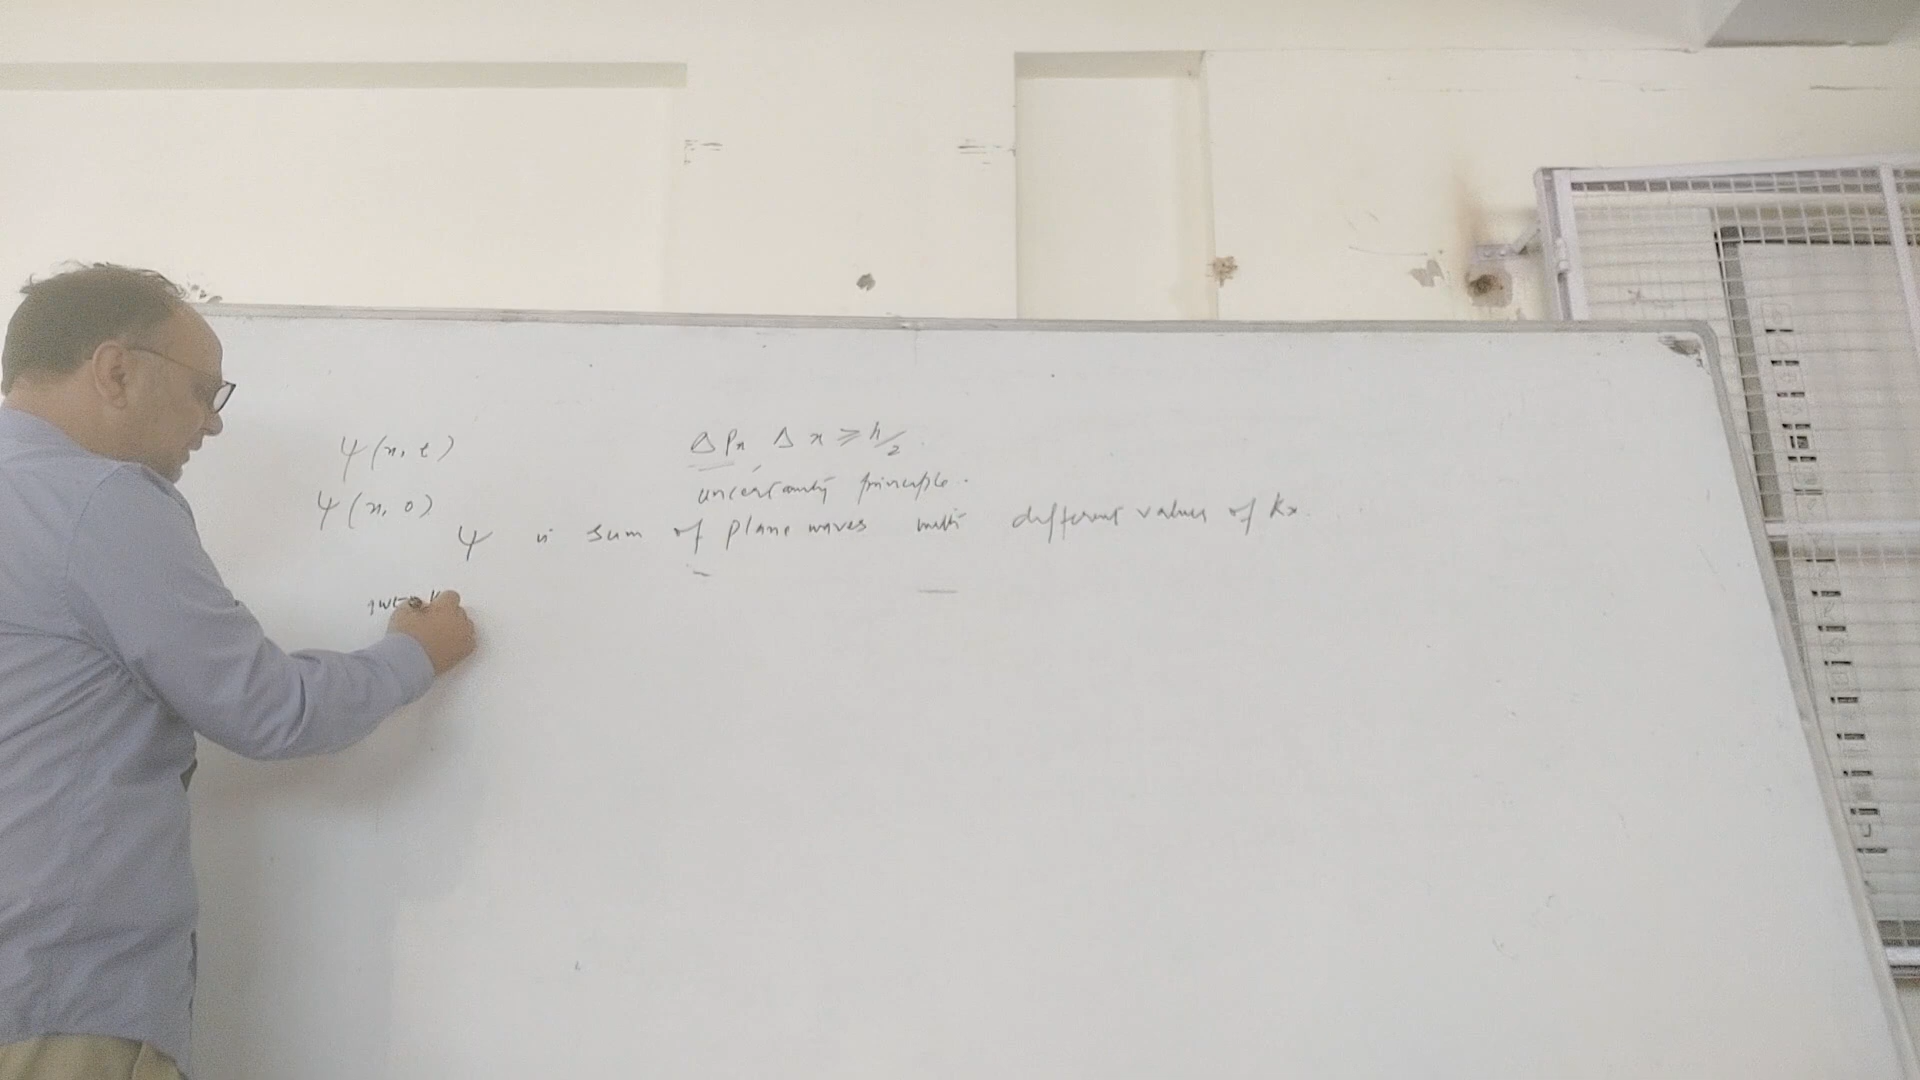 ψ(x, t)
Δ Px Δ x ≥ ħ/2
uncertainty principle.
ψ(x, 0)
ψ is sum of plane waves with different values of kx.